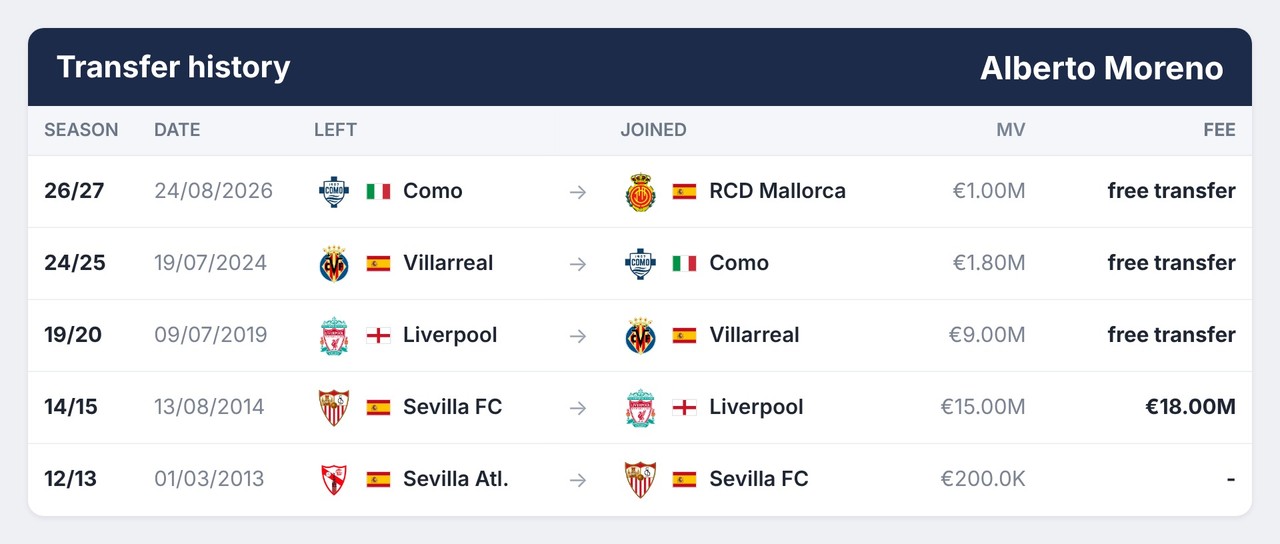 Transfer history Alberto Moreno
SEASON DATE LEFT JOINED MV FEE
26/27 24/08/2026 COMO Como → RCD Mallorca €1.00M free transfer
24/25 19/07/2024 Villarreal → COMO Como €1.80M free transfer
19/20 09/07/2019 Liverpool → Villarreal €9.00M free transfer
14/15 13/08/2014 Sevilla FC → Liverpool €15.00M €18.00M
12/13 01/03/2013 Sevilla Atl. → Sevilla FC €200.0K -